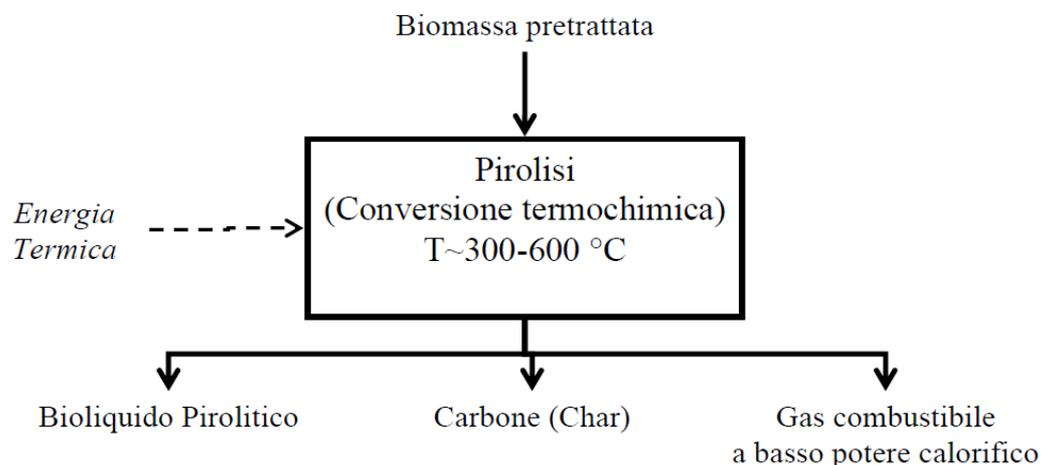 Biomassa pretrattata
Pirolisi
(Conversione termochimica)
T~300-600 °C
Energia
Termica
Bioliquido Pirolitico
Carbone (Char)
Gas combustibile
a basso potere calorifico